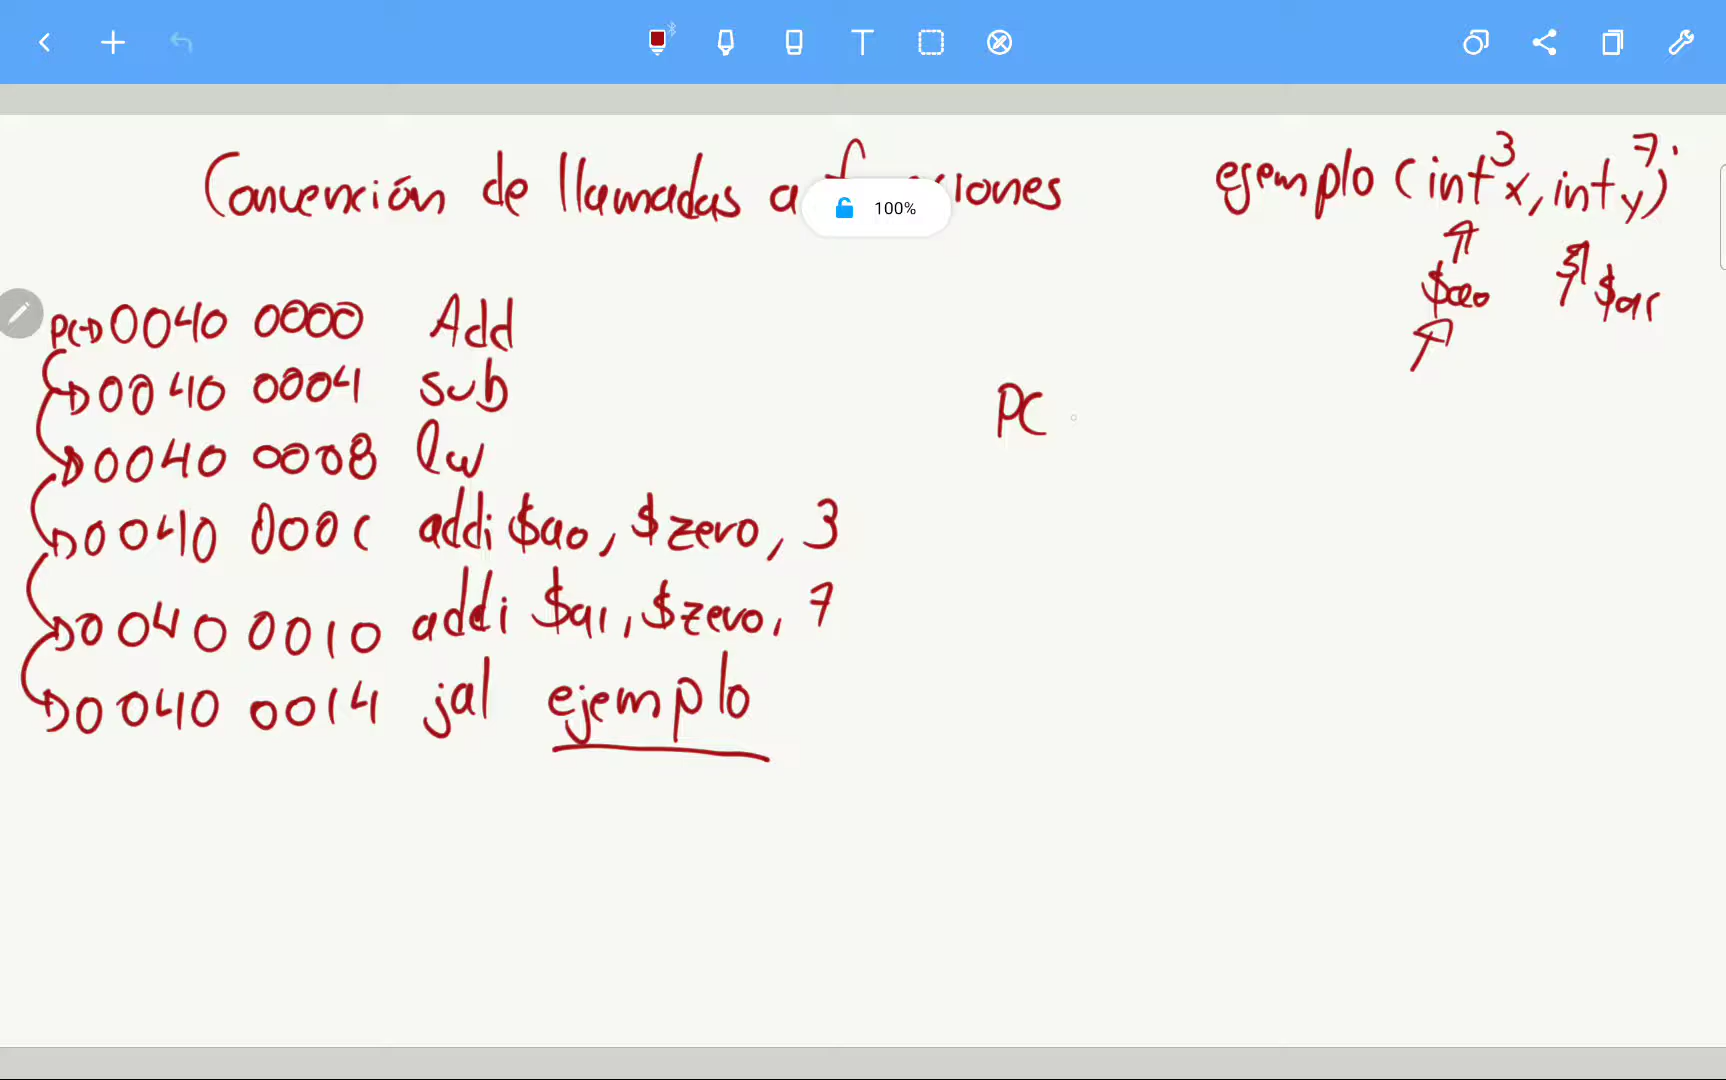 Convención de llamadas a funciones
100%
ejemplo (int x, int y)
3 7
$a0 $a1
PC→ 0040 0000 Add
0040 0004 sub
0040 0008 lw
0040 000C addi $a0, $zero, 3
0040 0010 addi $a1, $zero, 7
0040 0014 jal ejemplo
PC